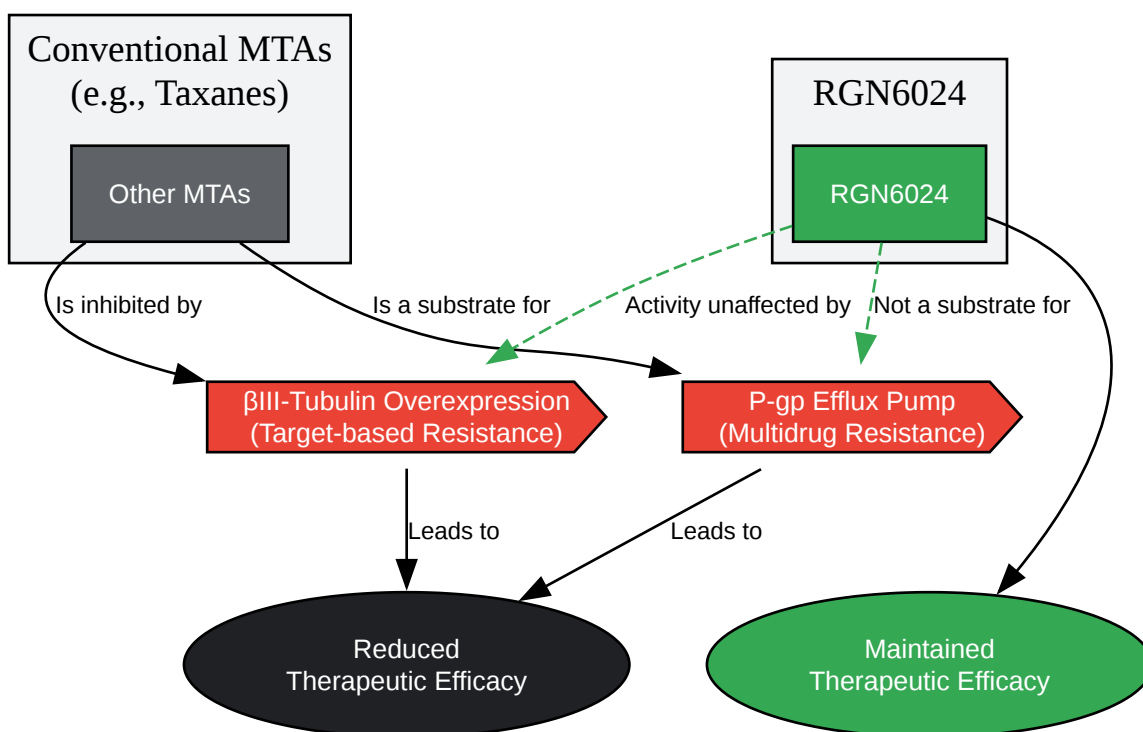 Conventional MTAs
(e.g., Taxanes)
RGN6024
Other MTAs
RGN6024
Is inhibited by
Is a substrate for
Activity unaffected by
Not a substrate for
βIII-Tubulin Overexpression
(Target-based Resistance)
P-gp Efflux Pump
(Multidrug Resistance)
Leads to
Leads to
Reduced
Therapeutic Efficacy
Maintained
Therapeutic Efficacy